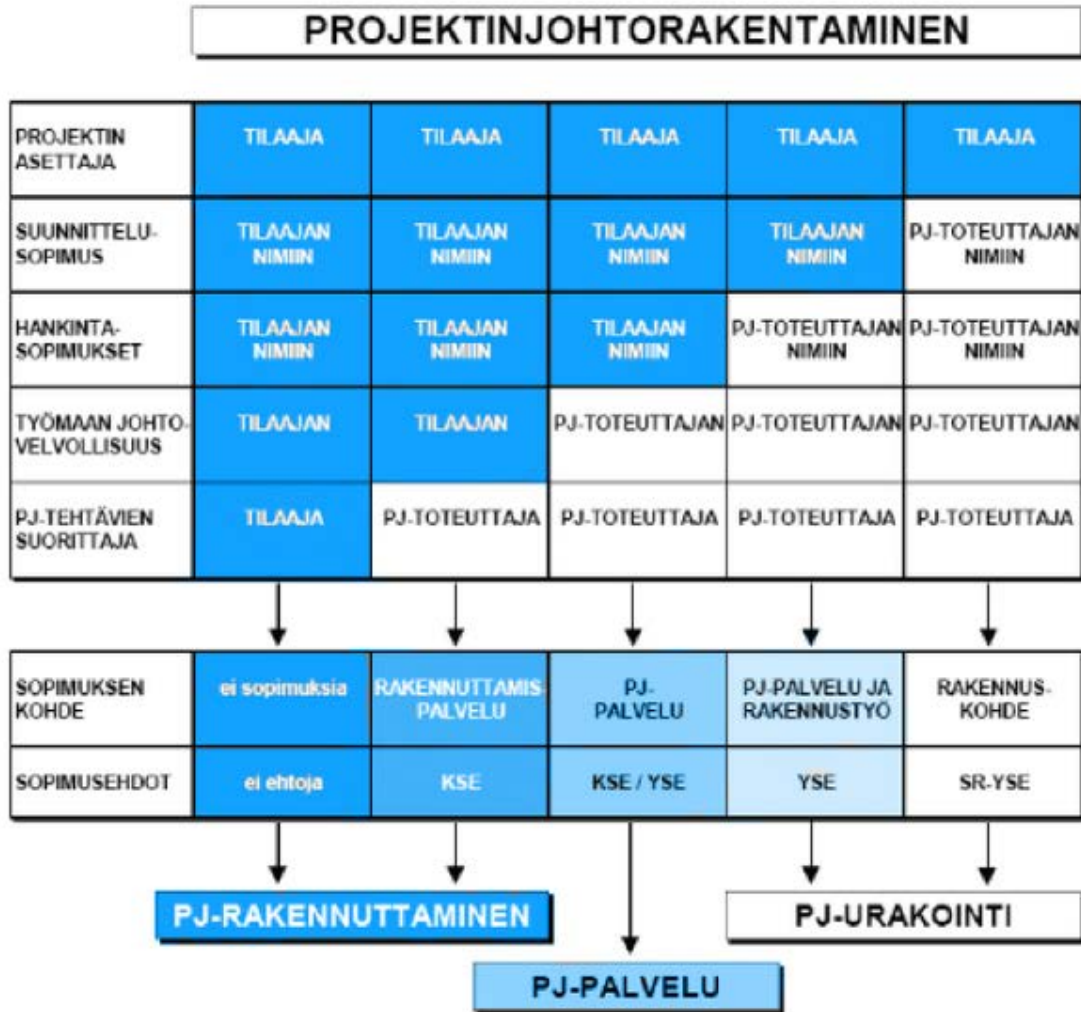 PROJEKTINJOHTORAKENTAMINEN
PROJEKTIN
ASETTAJA
TILAAJA
TILAAJA
TILAAJA
TILAAJA
TILAAJA
SUUNNITTELU-
SOPIMUS
TILAAJAN
NIMIIN
TILAAJAN
NIMIIN
TILAAJAN
NIMIIN
TILAAJAN
NIMIIN
PJ-TOTEUTTAJAN
NIMIIN
HANKINTA-
SOPIMUKSET
TILAAJAN
NIMIIN
TILAAJAN
NIMIIN
TILAAJAN
NIMIIN
PJ-TOTEUTTAJAN
NIMIIN
PJ-TOTEUTTAJAN
NIMIIN
TYÖMAAN JOHTO-
VELVOLLISUUS
TILAAJAN
TILAAJAN
PJ-TOTEUTTAJAN
PJ-TOTEUTTAJAN
PJ-TOTEUTTAJAN
PJ-TEHTÄVIEN
SUORITTAJA
TILAAJA
PJ-TOTEUTTAJA
PJ-TOTEUTTAJA
PJ-TOTEUTTAJA
PJ-TOTEUTTAJA
SOPIMUKSEN
KOHDE
ei sopimuksia
RAKENNUTTAMIS-
PALVELU
PJ-
PALVELU
PJ-PALVELU JA
RAKENNUSTYÖ
RAKENNUS-
KOHDE
SOPIMUSEHDOT
ei ehtoja
KSE
KSE / YSE
YSE
SR-YSE
PJ-RAKENNUTTAMINEN
PJ-URAKOINTI
PJ-PALVELU